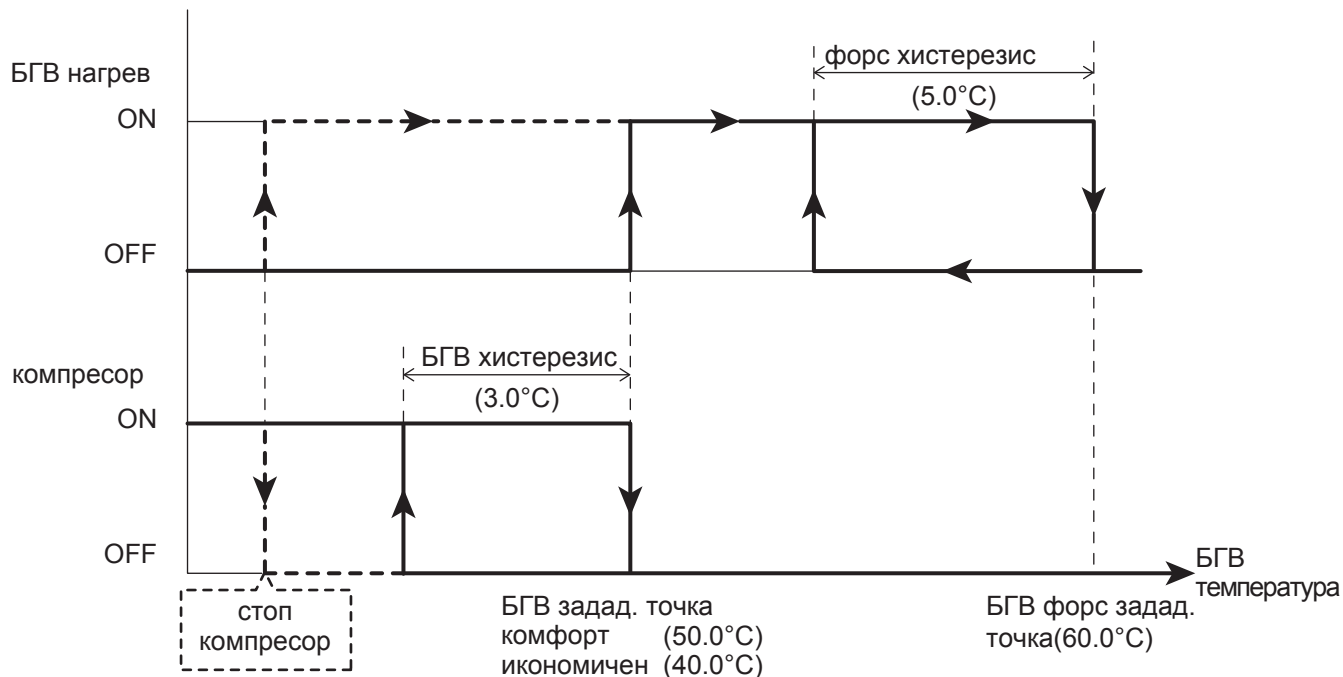 форс хистерезис
(5.0°C)
БГВ нагрев
ON
OFF
БГВ хистерезис
(3.0°C)
компресор
ON
OFF
БГВ
температура
стоп
компресор
БГВ задад. точка
комфорт (50.0°C)
икономичен (40.0°C)
БГВ форс задад.
точка(60.0°C)